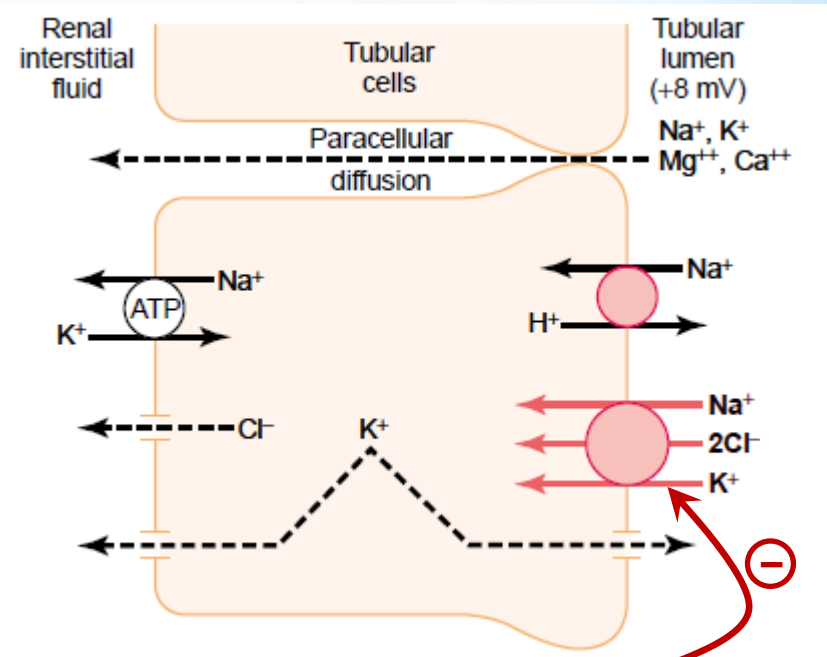 Renal
interstitial
fluid
Tubular
cells
Tubular
lumen
(+8 mV)
Paracellular
diffusion
Na⁺, K⁺
Mg⁺⁺, Ca⁺⁺
Na⁺
ATP
K⁺
Na⁺
H⁺
Cl⁻
K⁺
Na⁺
2Cl⁻
K⁺
−